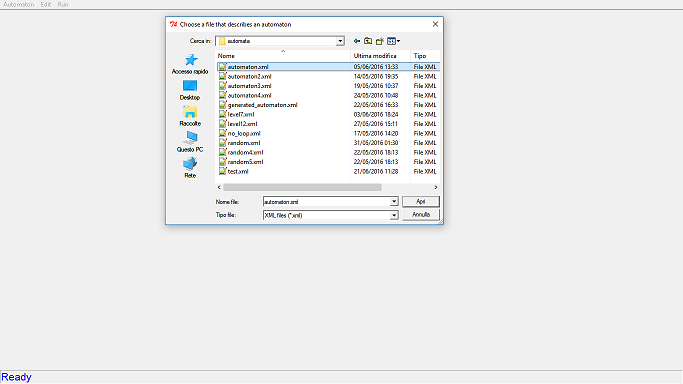 Automaton Edit Run
Choose a file that describes an automaton
Cerca in: automata
Nome Ultima modifica Tipo
automaton.xml 05/06/2016 13:33 File XML
automaton2.xml 14/05/2016 19:35 File XML
automaton3.xml 19/05/2016 10:37 File XML
automaton4.xml 24/05/2016 10:48 File XML
generated_automaton.xml 22/05/2016 16:33 File XML
level7.xml 03/06/2016 18:24 File XML
level12.xml 27/05/2016 15:11 File XML
no_loop.xml 17/05/2016 14:20 File XML
random.xml 31/05/2016 01:30 File XML
random4.xml 22/05/2016 18:13 File XML
random5.xml 22/05/2016 18:13 File XML
test.xml 21/06/2016 11:28 File XML
Accesso rapido
Desktop
Raccolte
Questo PC
Rete
Nome file: automaton.xml Apri
Tipo file: XML files (*.xml) Annulla
Ready